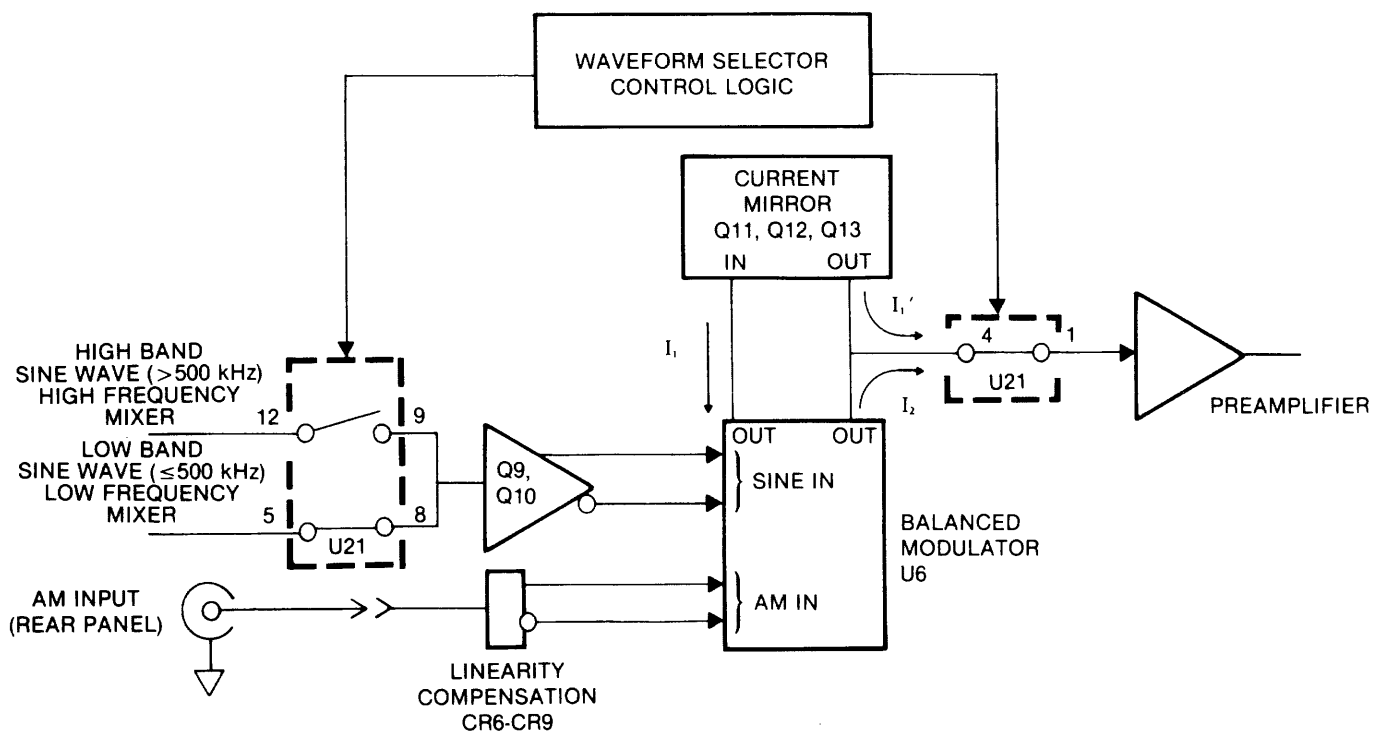 WAVEFORM SELECTOR
CONTROL LOGIC
CURRENT
MIRROR
Q11, Q12, Q13
IN OUT
I₁′
I₁
I₂
4 1
U21
PREAMPLIFIER
HIGH BAND
SINE WAVE (>500 kHz)
HIGH FREQUENCY
MIXER
12 9
LOW BAND
SINE WAVE (≤500 kHz)
LOW FREQUENCY
MIXER
5 8
U21
Q9,
Q10
OUT OUT
SINE IN
AM IN
BALANCED
MODULATOR
U6
AM INPUT
(REAR PANEL)
LINEARITY
COMPENSATION
CR6-CR9